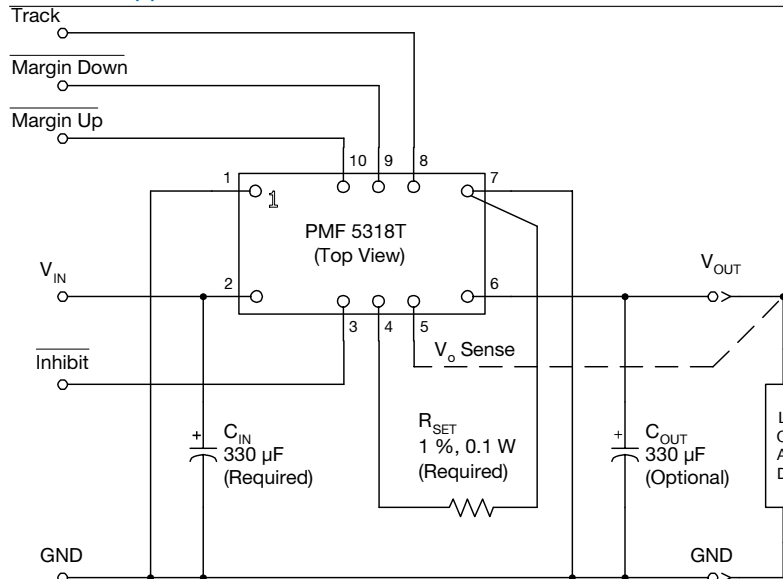 Track
Margin Down
Margin Up
10 9 8
1
7
1
PMF 5318T
(Top View)
VIN
2
6
VOUT
3 4 5
Vo Sense
Inhibit
RSET
1 %, 0.1 W
(Required)
CIN
330 µF
(Required)
+
COUT
330 µF
(Optional)
+
L
O
A
D
GND
GND